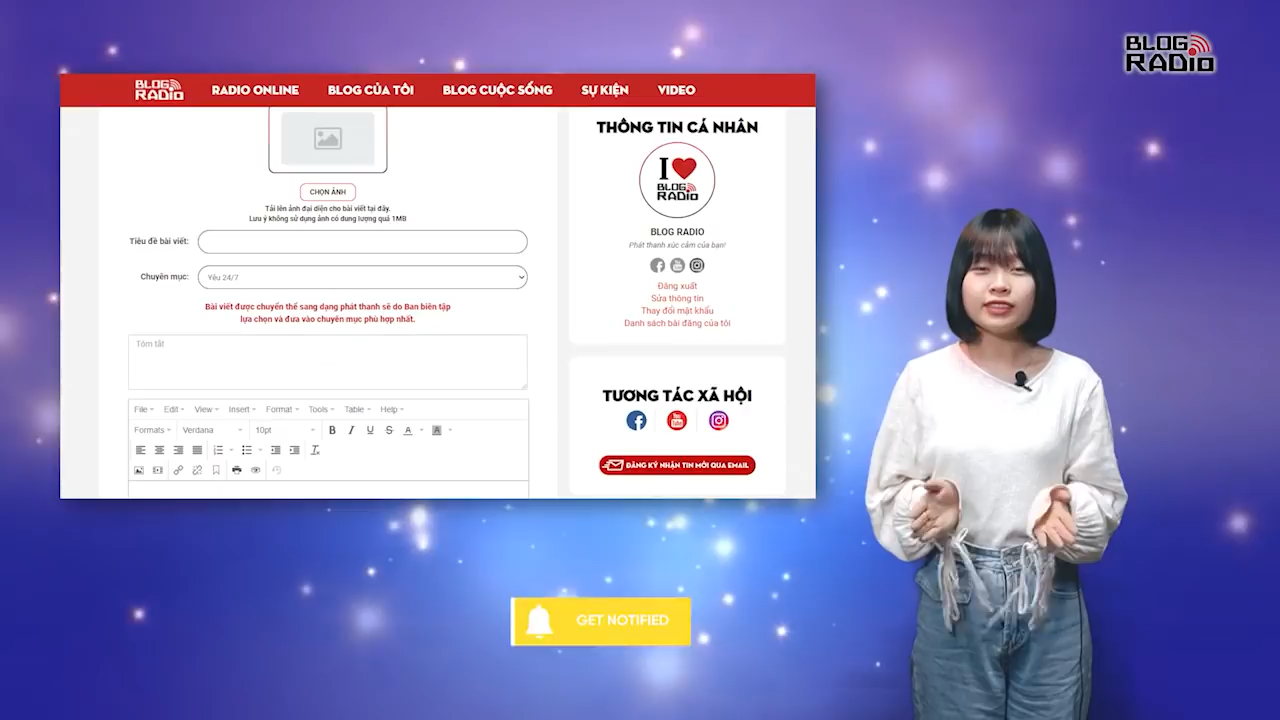 BLOG
RADIO
BLOG
RADIO
RADIO ONLINE
BLOG CỦA TÔI
BLOG CUỘC SỐNG
SỰ KIỆN
VIDEO
CHỌN ẢNH
Tải lên ảnh đại diện cho bài viết tại đây.
Lưu ý không sử dụng ảnh có dung lượng quá 1MB
Tiêu đề bài viết:
Chuyên mục:
Yêu 24/7
Bài viết được chuyển thể sang dạng phát thanh sẽ do Ban biên tập
lựa chọn và đưa vào chuyên mục phù hợp nhất.
Tóm tắt
File Edit View Insert Format Tools Table Help
Formats Verdana 10pt B I U S A A
THÔNG TIN CÁ NHÂN
I
BLOG
RADIO
BLOG RADIO
Phát thanh xúc cảm của bạn!
Đăng xuất
Sửa thông tin
Thay đổi mật khẩu
Danh sách bài đăng của tôi
TƯƠNG TÁC XÃ HỘI
ĐĂNG KÝ NHẬN TIN MỚI QUA EMAIL
GET NOTIFIED